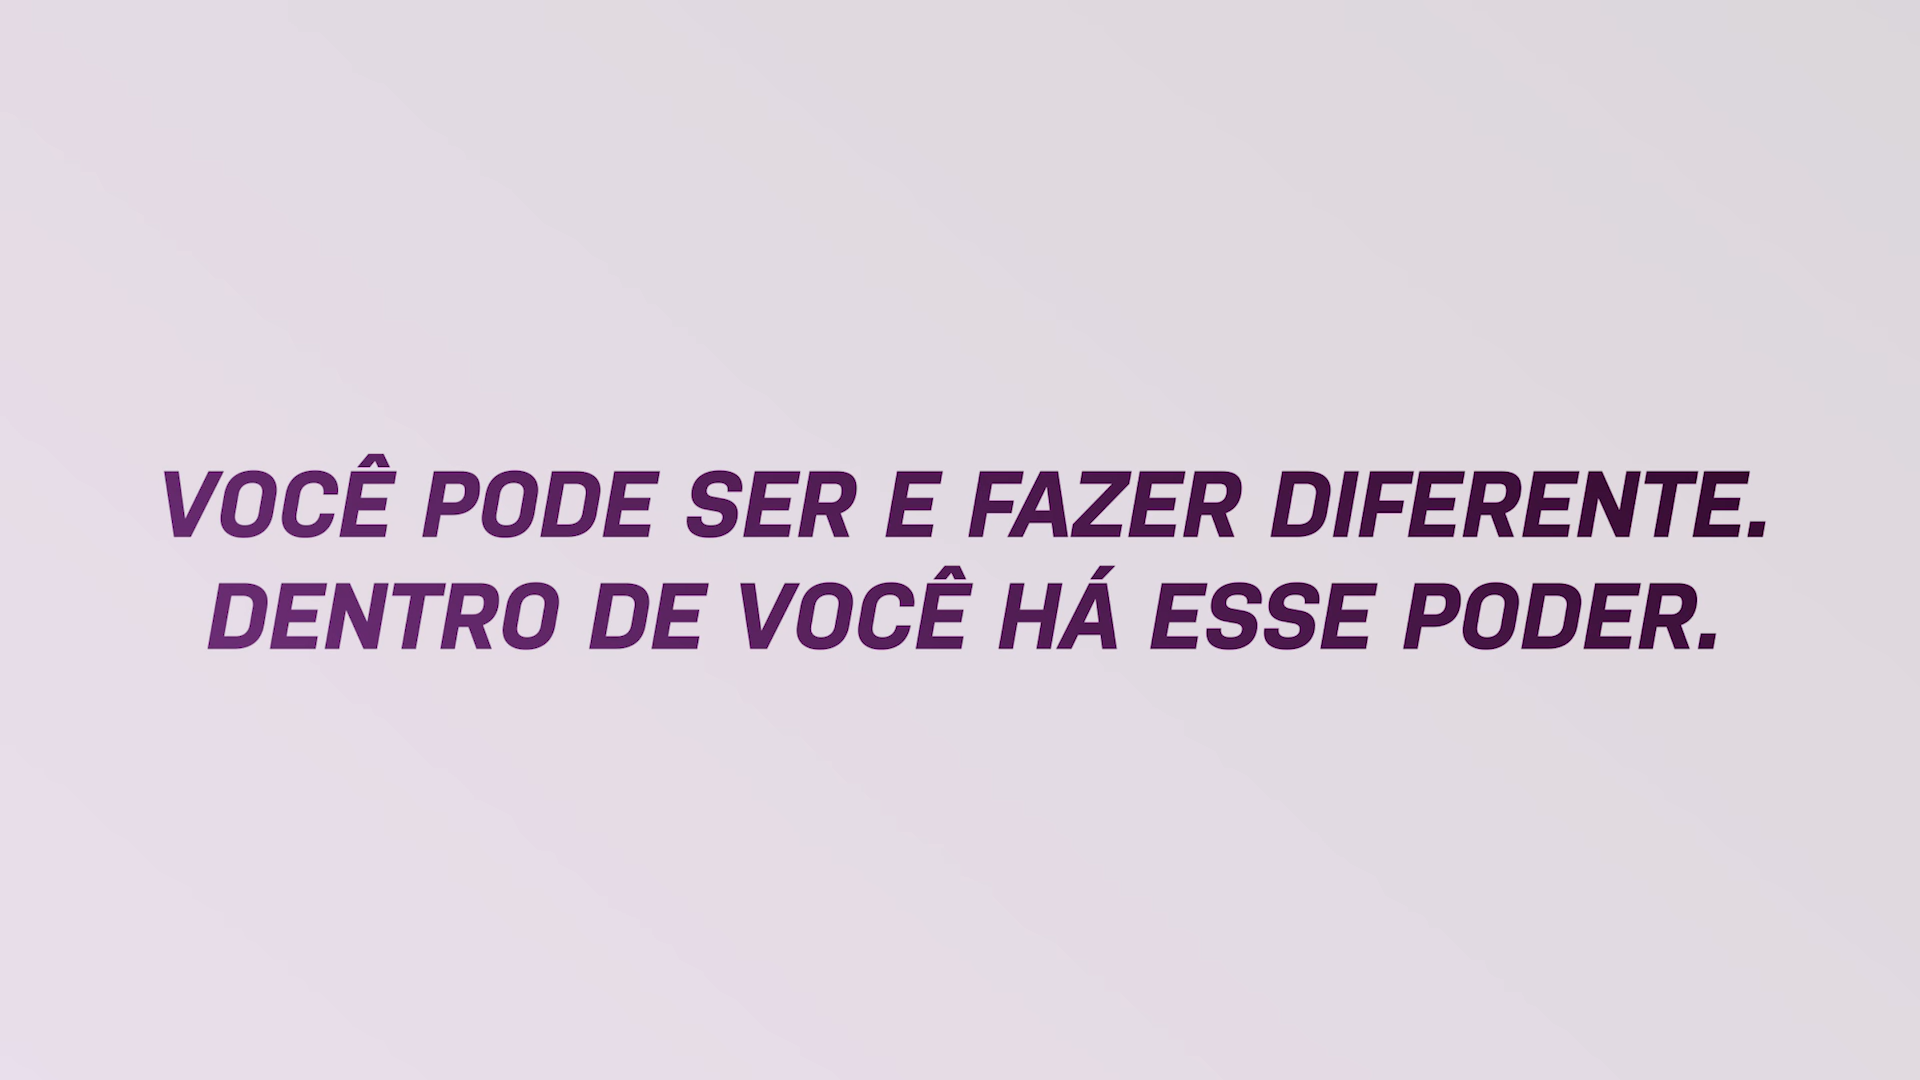 VOCÊ PODE SER E FAZER DIFERENTE.
DENTRO DE VOCÊ HÁ ESSE PODER.